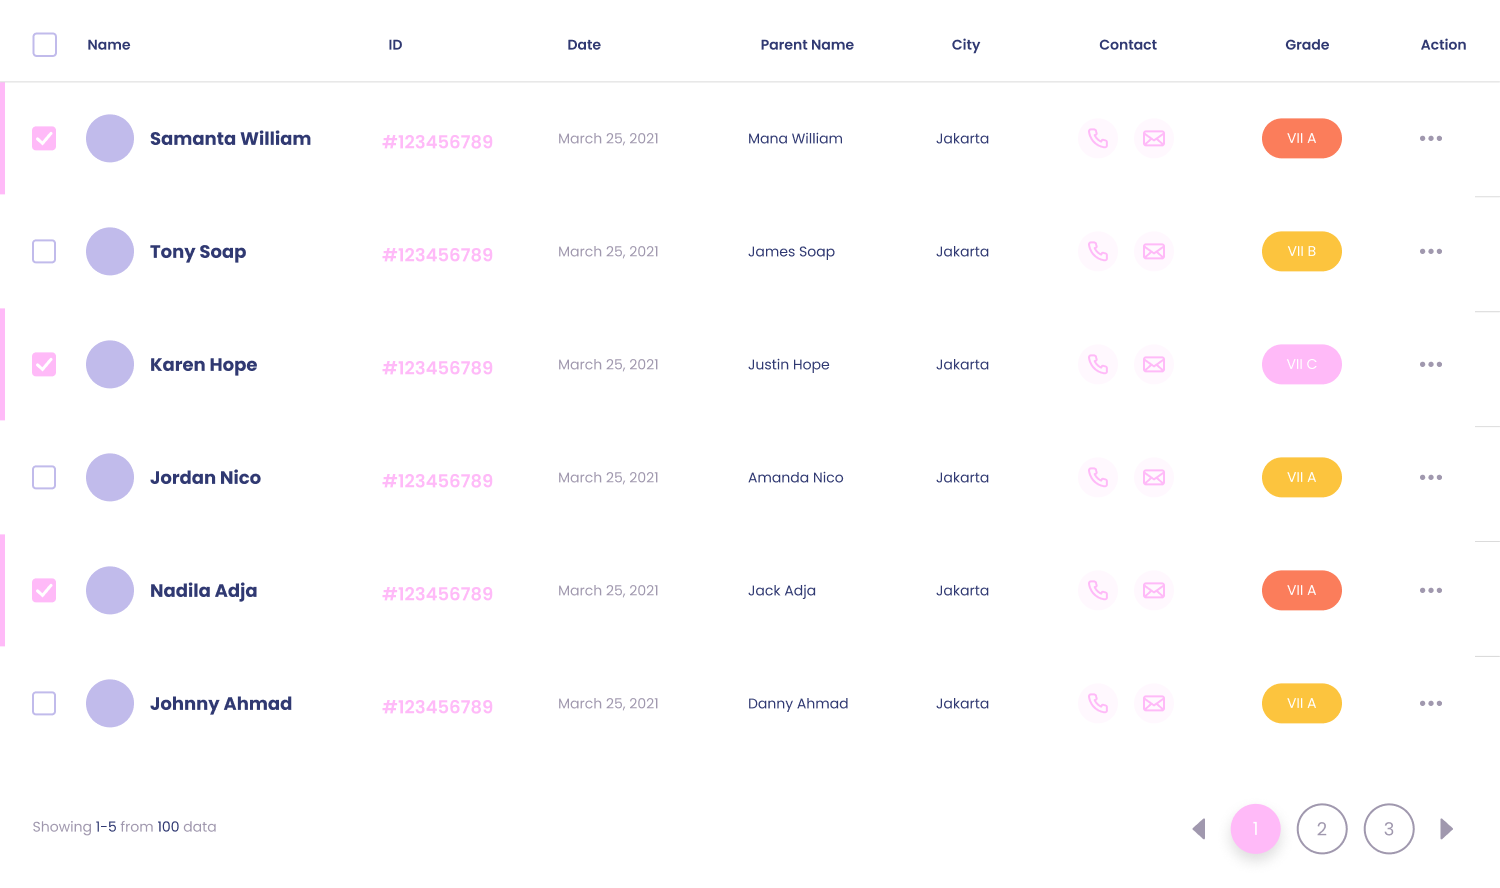 Name ID Date Parent Name City Contact Grade Action
Samanta William #123456789 March 25, 2021 Mana William Jakarta VII A
Tony Soap #123456789 March 25, 2021 James Soap Jakarta VII B
Karen Hope #123456789 March 25, 2021 Justin Hope Jakarta VII C
Jordan Nico #123456789 March 25, 2021 Amanda Nico Jakarta VII A
Nadila Adja #123456789 March 25, 2021 Jack Adja Jakarta VII A
Johnny Ahmad #123456789 March 25, 2021 Danny Ahmad Jakarta VII A
Showing 1-5 from 100 data 1 2 3